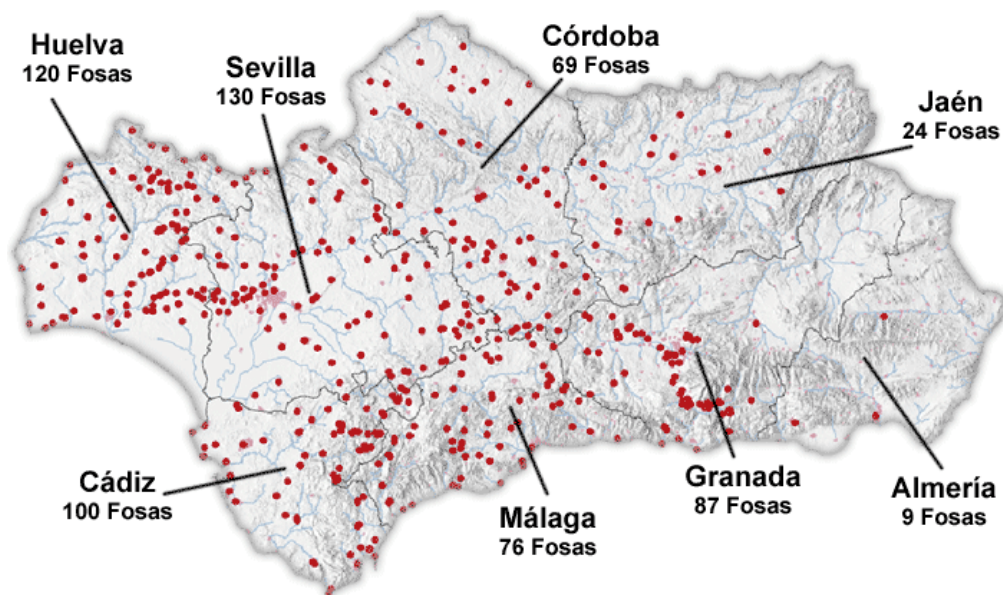 Huelva
120 Fosas
Sevilla
130 Fosas
Córdoba
69 Fosas
Jaén
24 Fosas
Cádiz
100 Fosas
Málaga
76 Fosas
Granada
87 Fosas
Almería
9 Fosas